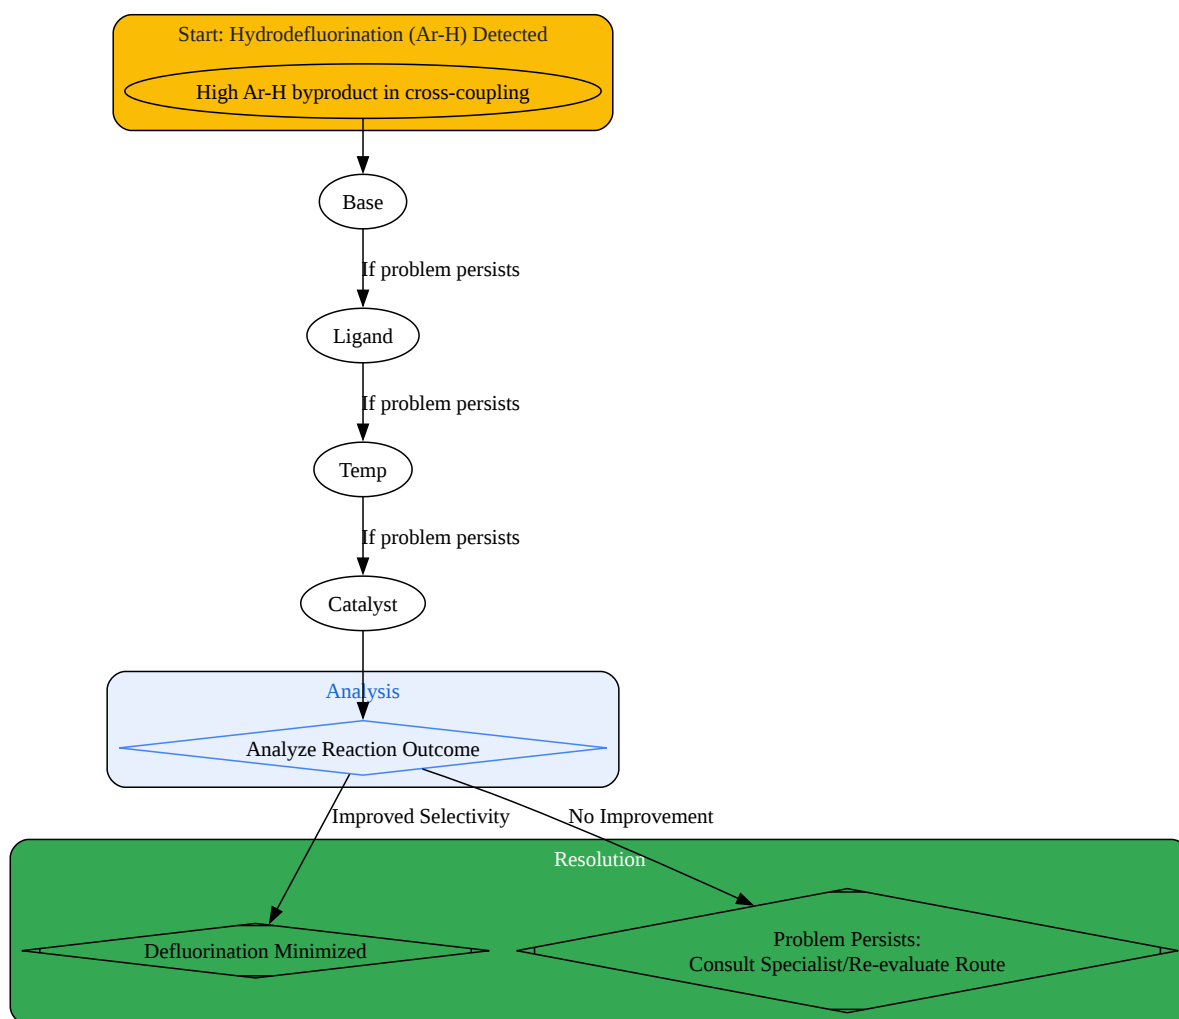 Start: Hydrodefluorination (Ar-H) Detected
High Ar-H byproduct in cross-coupling
Base
If problem persists
Ligand
If problem persists
Temp
If problem persists
Catalyst
Analysis
Analyze Reaction Outcome
Improved Selectivity
No Improvement
Resolution
Defluorination Minimized
Problem Persists:
Consult Specialist/Re-evaluate Route